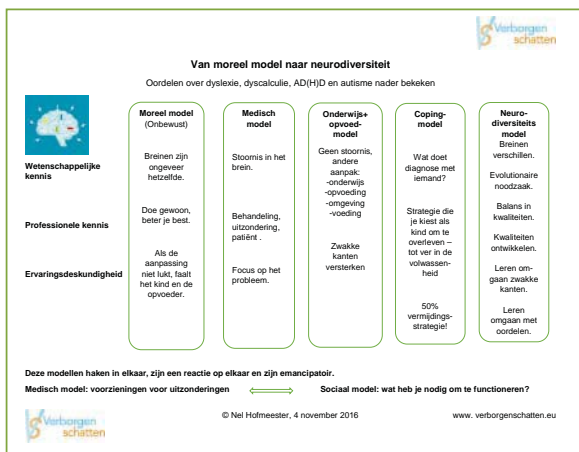 Verborgen
schatten
Van moreel model naar neurodiversiteit
Oordelen over dyslexie, dyscalculie, AD(H)D en autisme nader bekeken
Wetenschappelijke
kennis
Professionele kennis
Ervaringsdeskundigheid
Moreel model
(Onbewust)
Breinen zijn
ongeveer
hetzelfde.
Doe gewoon,
beter je best.
Als de
aanpassing
niet lukt, faalt
het kind en de
opvoeder.
Medisch
model
Stoornis in het
brein.
Behandeling,
uitzondering,
patiënt .
Focus op het
probleem.
Onderwijs+
opvoed-
model
Geen stoornis,
andere
aanpak:
-onderwijs
-opvoeding
-omgeving
-voeding
Zwakke
kanten
versterken
Coping-
model
Wat doet
diagnose met
iemand?
Strategie die
je kiest als
kind om te
overleven –
tot ver in de
volwassen-
heid
50%
vermijdings-
strategie!
Neuro-
diversiteits
model
Breinen
verschillen.
Evolutionaire
noodzaak.
Balans in
kwaliteiten.
Kwaliteiten
ontwikkelen.
Leren om-
gaan zwakke
kanten.
Leren
omgaan met
oordelen.
Deze modellen haken in elkaar, zijn een reactie op elkaar en zijn emancipatoir.
Medisch model: voorzieningen voor uitzonderingen Sociaal model: wat heb je nodig om te functioneren?
Verborgen
schatten
© Nel Hofmeester, 4 november 2016 www. verborgenschatten.eu